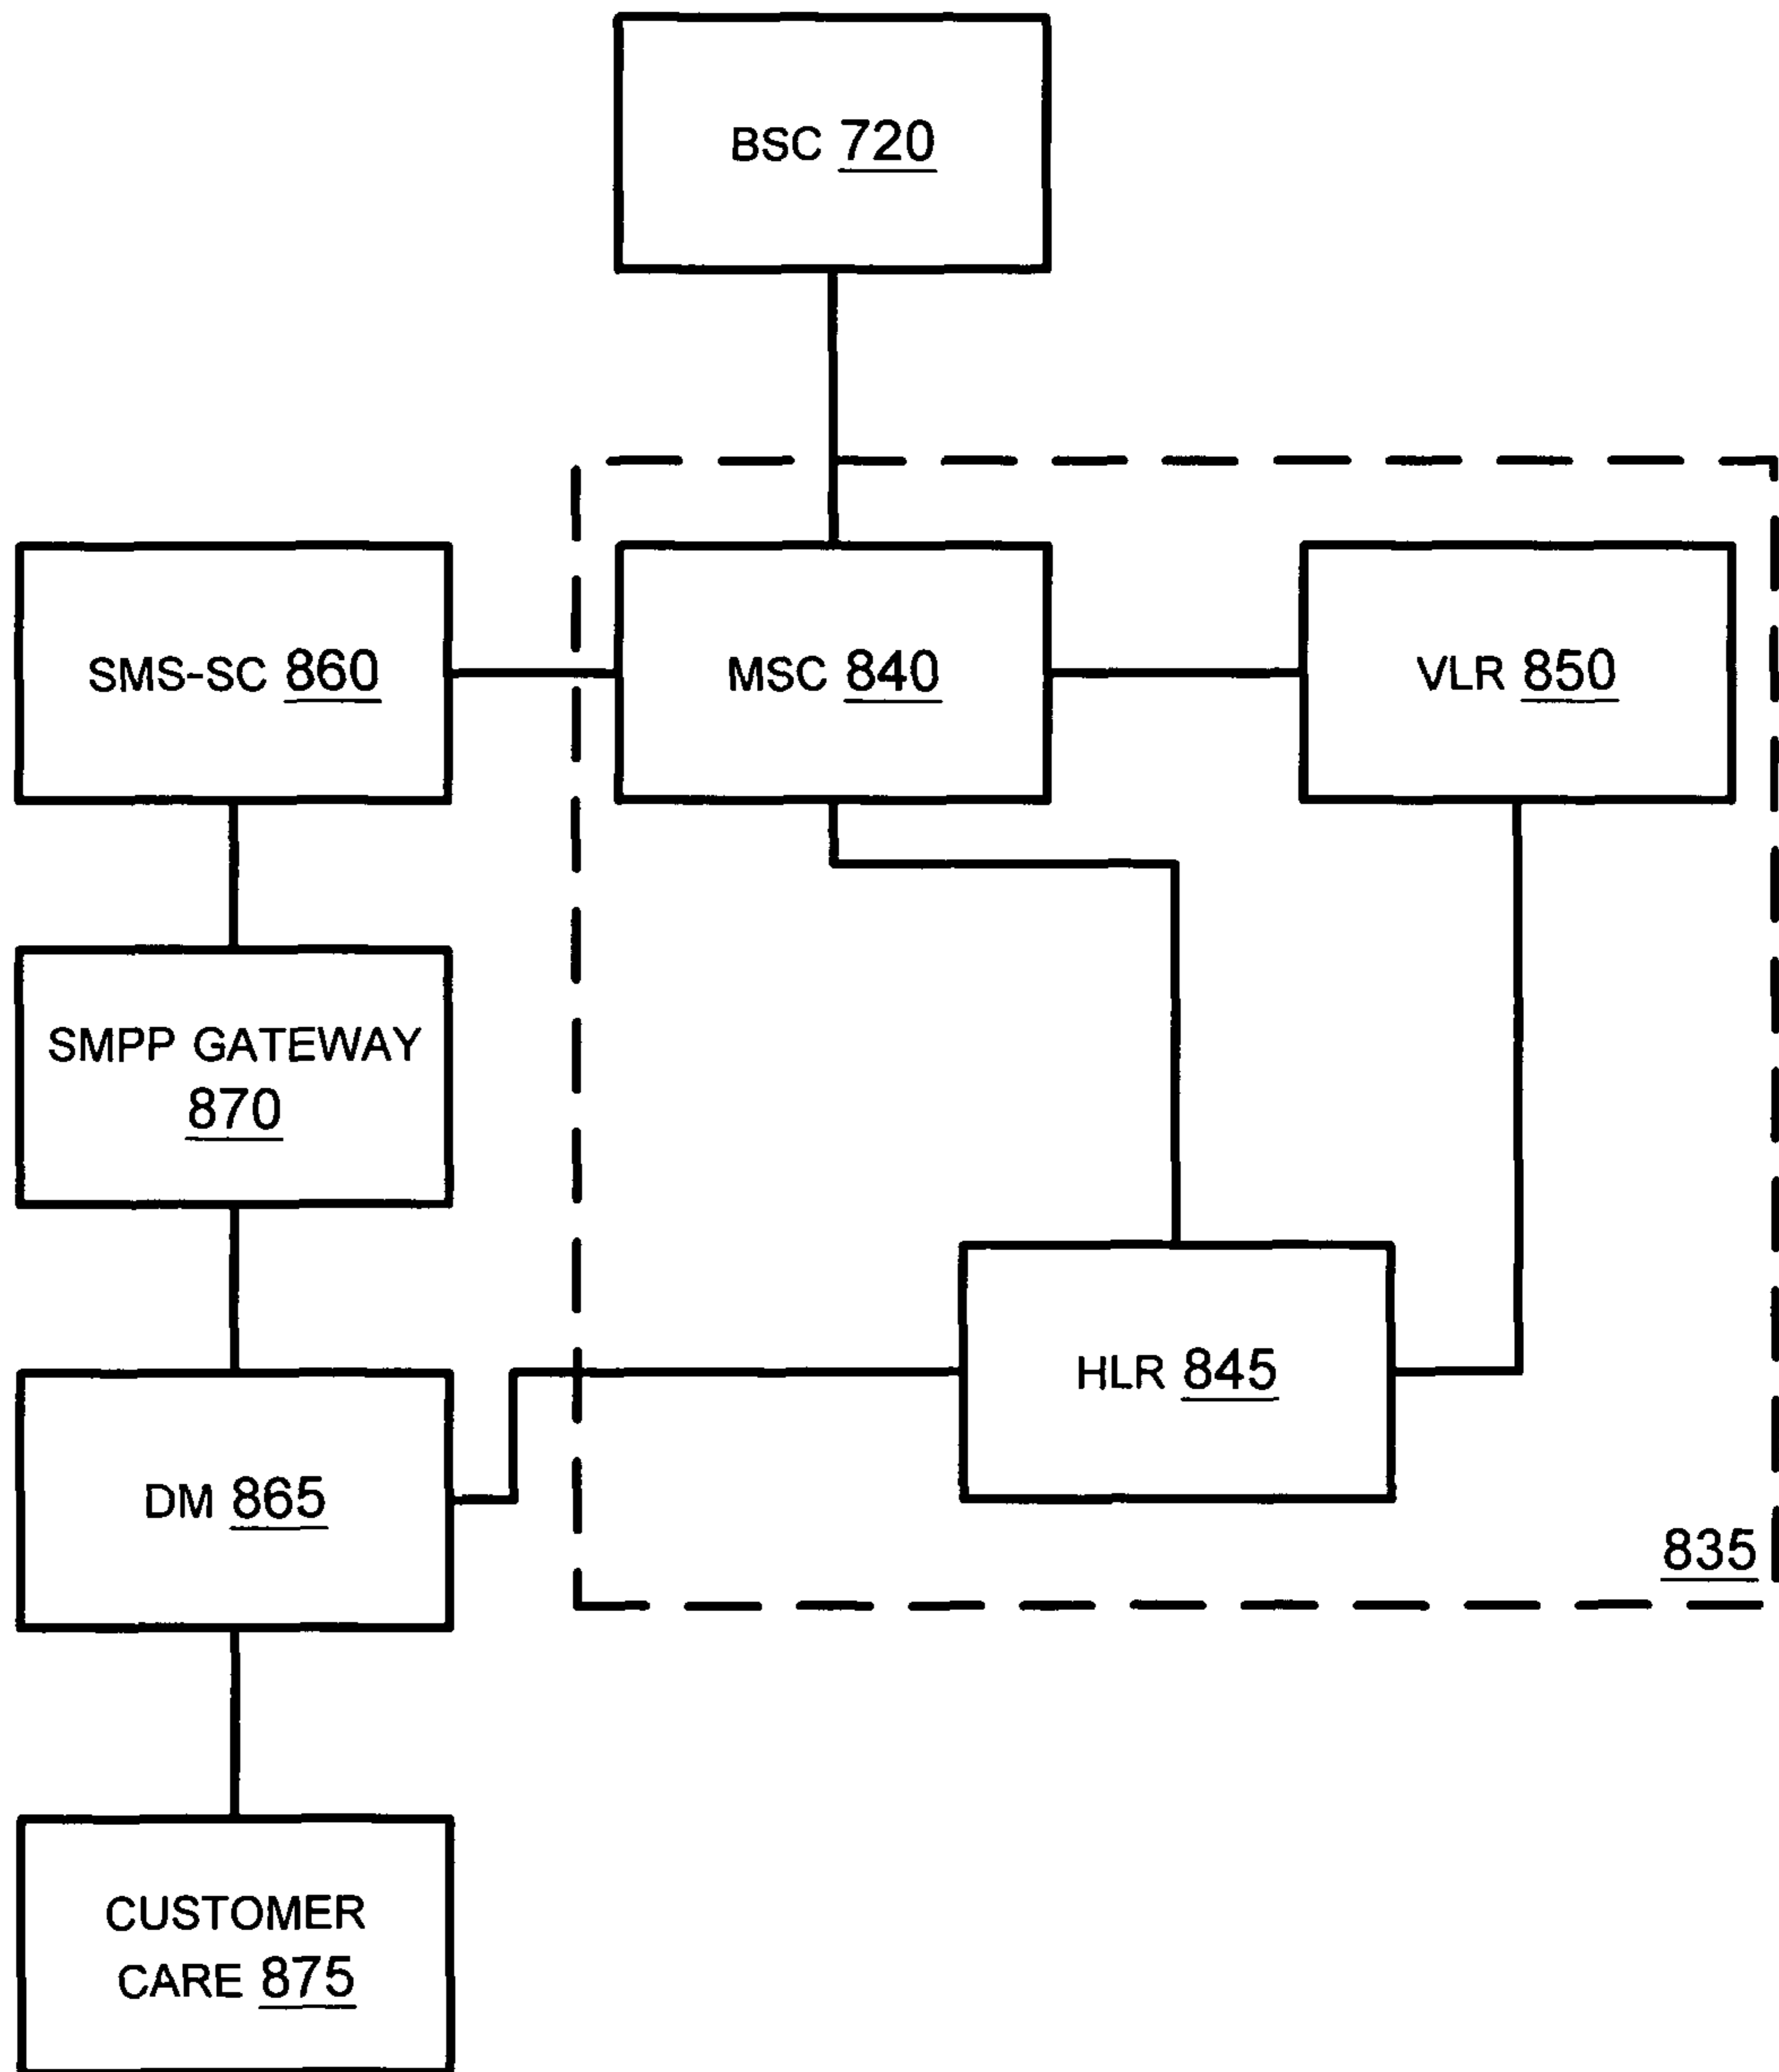 BSC 720
SMS-SC 860
MSC 840
VLR 850
SMPP GATEWAY
870
HLR 845
DM 865
835
CUSTOMER
CARE 875